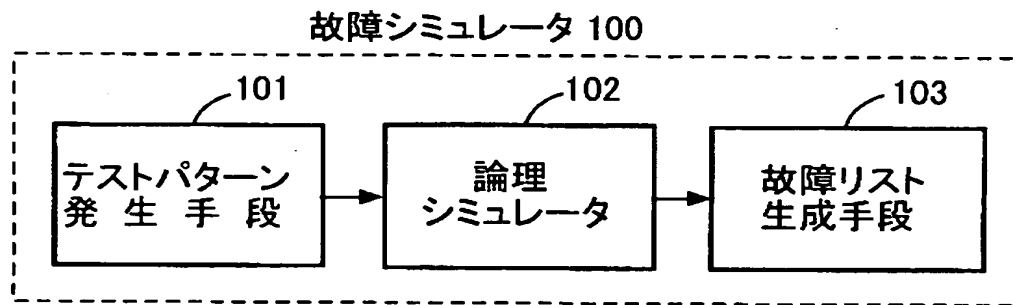 故障シミュレータ 100
101
102
103
テストパターン
発生手段
論理
シミュレータ
故障リスト
生成手段